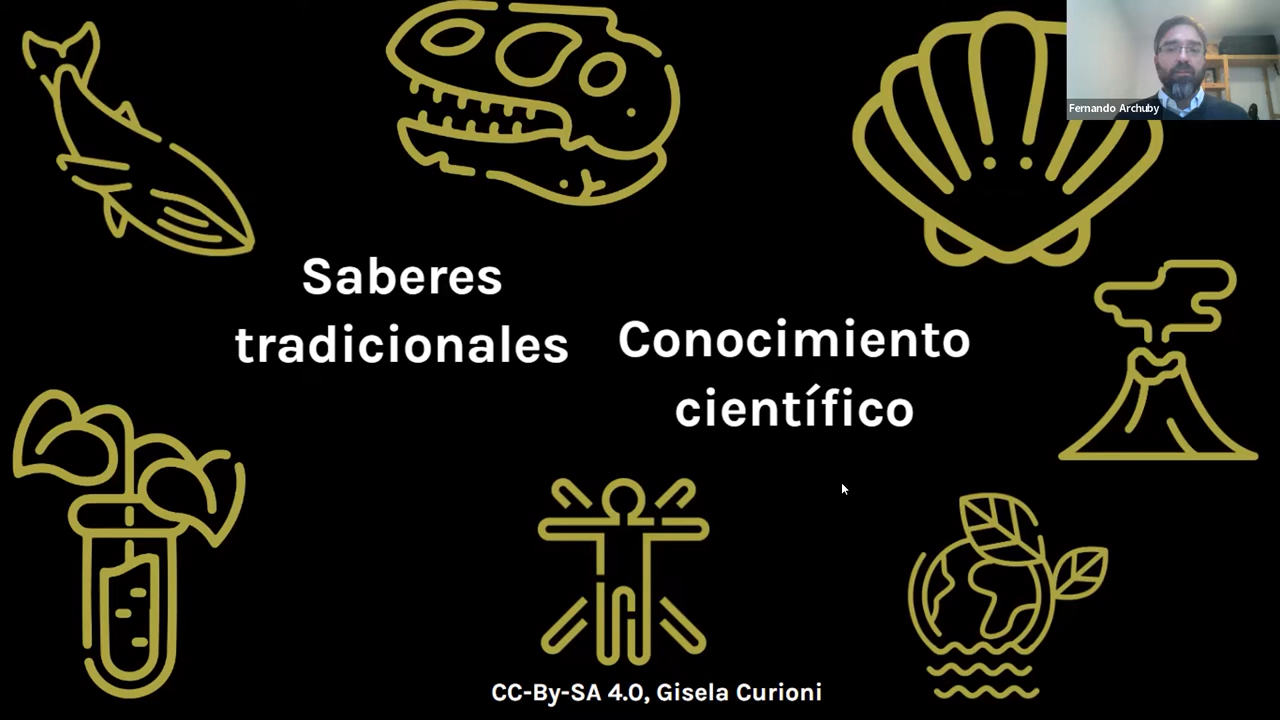 Fernando Archuby
Saberes
tradicionales
Conocimiento
científico
CC-By-SA 4.0, Gisela Curioni